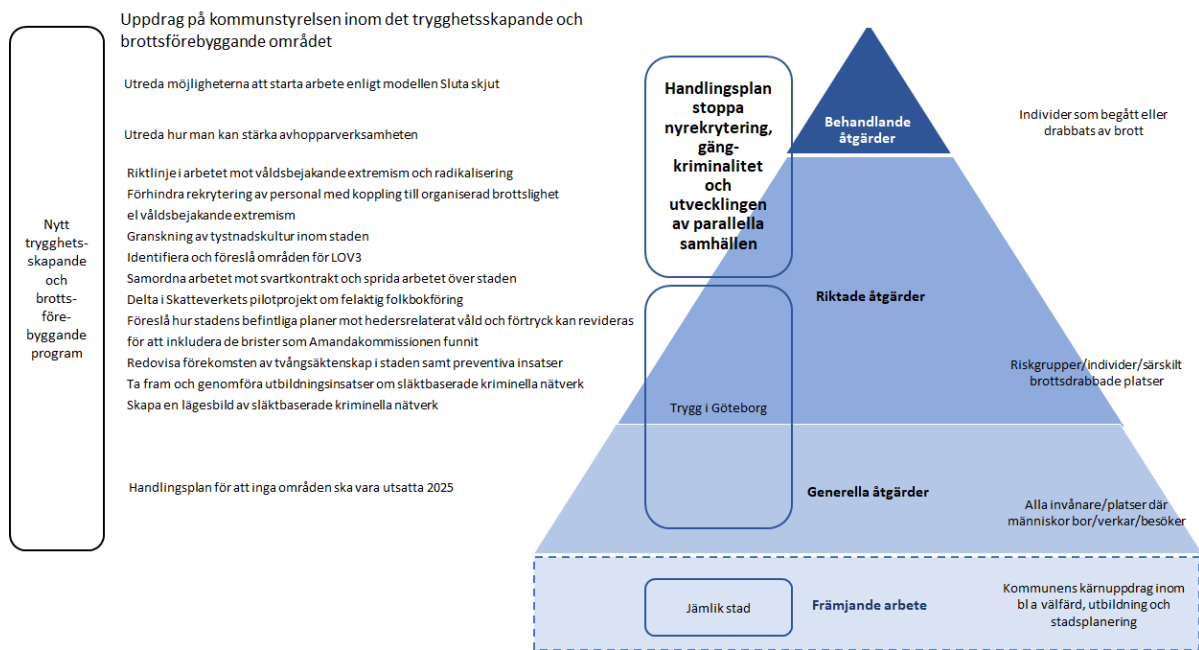 Uppdrag på kommunstyrelsen inom det trygghetsskapande och
brottsförebyggande området
Nytt
trygghets-
skapande
och
brotts-
före-
byggande
program
Utreda möjligheterna att starta arbete enligt modellen Sluta skjut
Utreda hur man kan stärka avhopparverksamheten
Riktlinje i arbetet mot våldsbejakande extremism och radikalisering
Förhindra rekrytering av personal med koppling till organiserad brottslighet
el våldsbejakande extremism
Granskning av tystnadskultur inom staden
Identifiera och föreslå områden för LOV3
Samordna arbetet mot svartkontrakt och sprida arbetet över staden
Delta i Skatteverkets pilotprojekt om felaktig folkbokföring
Föreslå hur stadens befintliga planer mot hedersrelaterat våld och förtryck kan revideras
för att inkludera de brister som Amandakommissionen funnit
Redovisa förekomsten av tvångsäktenskap i staden samt preventiva insatser
Ta fram och genomföra utbildningsinsatser om släktbaserade kriminella nätverk
Skapa en lägesbild av släktbaserade kriminella nätverk
Handlingsplan för att inga områden ska vara utsatta 2025
Handlingsplan
stoppa
nyrekrytering,
gäng-
kriminalitet
och
utvecklingen
av parallella
samhällen
Trygg i Göteborg
Jämlik stad
Behandlande
åtgärder
Riktade åtgärder
Generella åtgärder
Främjande arbete
Individer som begått eller
drabbats av brott
Riskgrupper/individer/särskilt
brottsdrabbade platser
Alla invånare/platser där
människor bor/verkar/besöker
Kommunens kärnuppdrag inom
bl a välfärd, utbildning och
stadsplanering